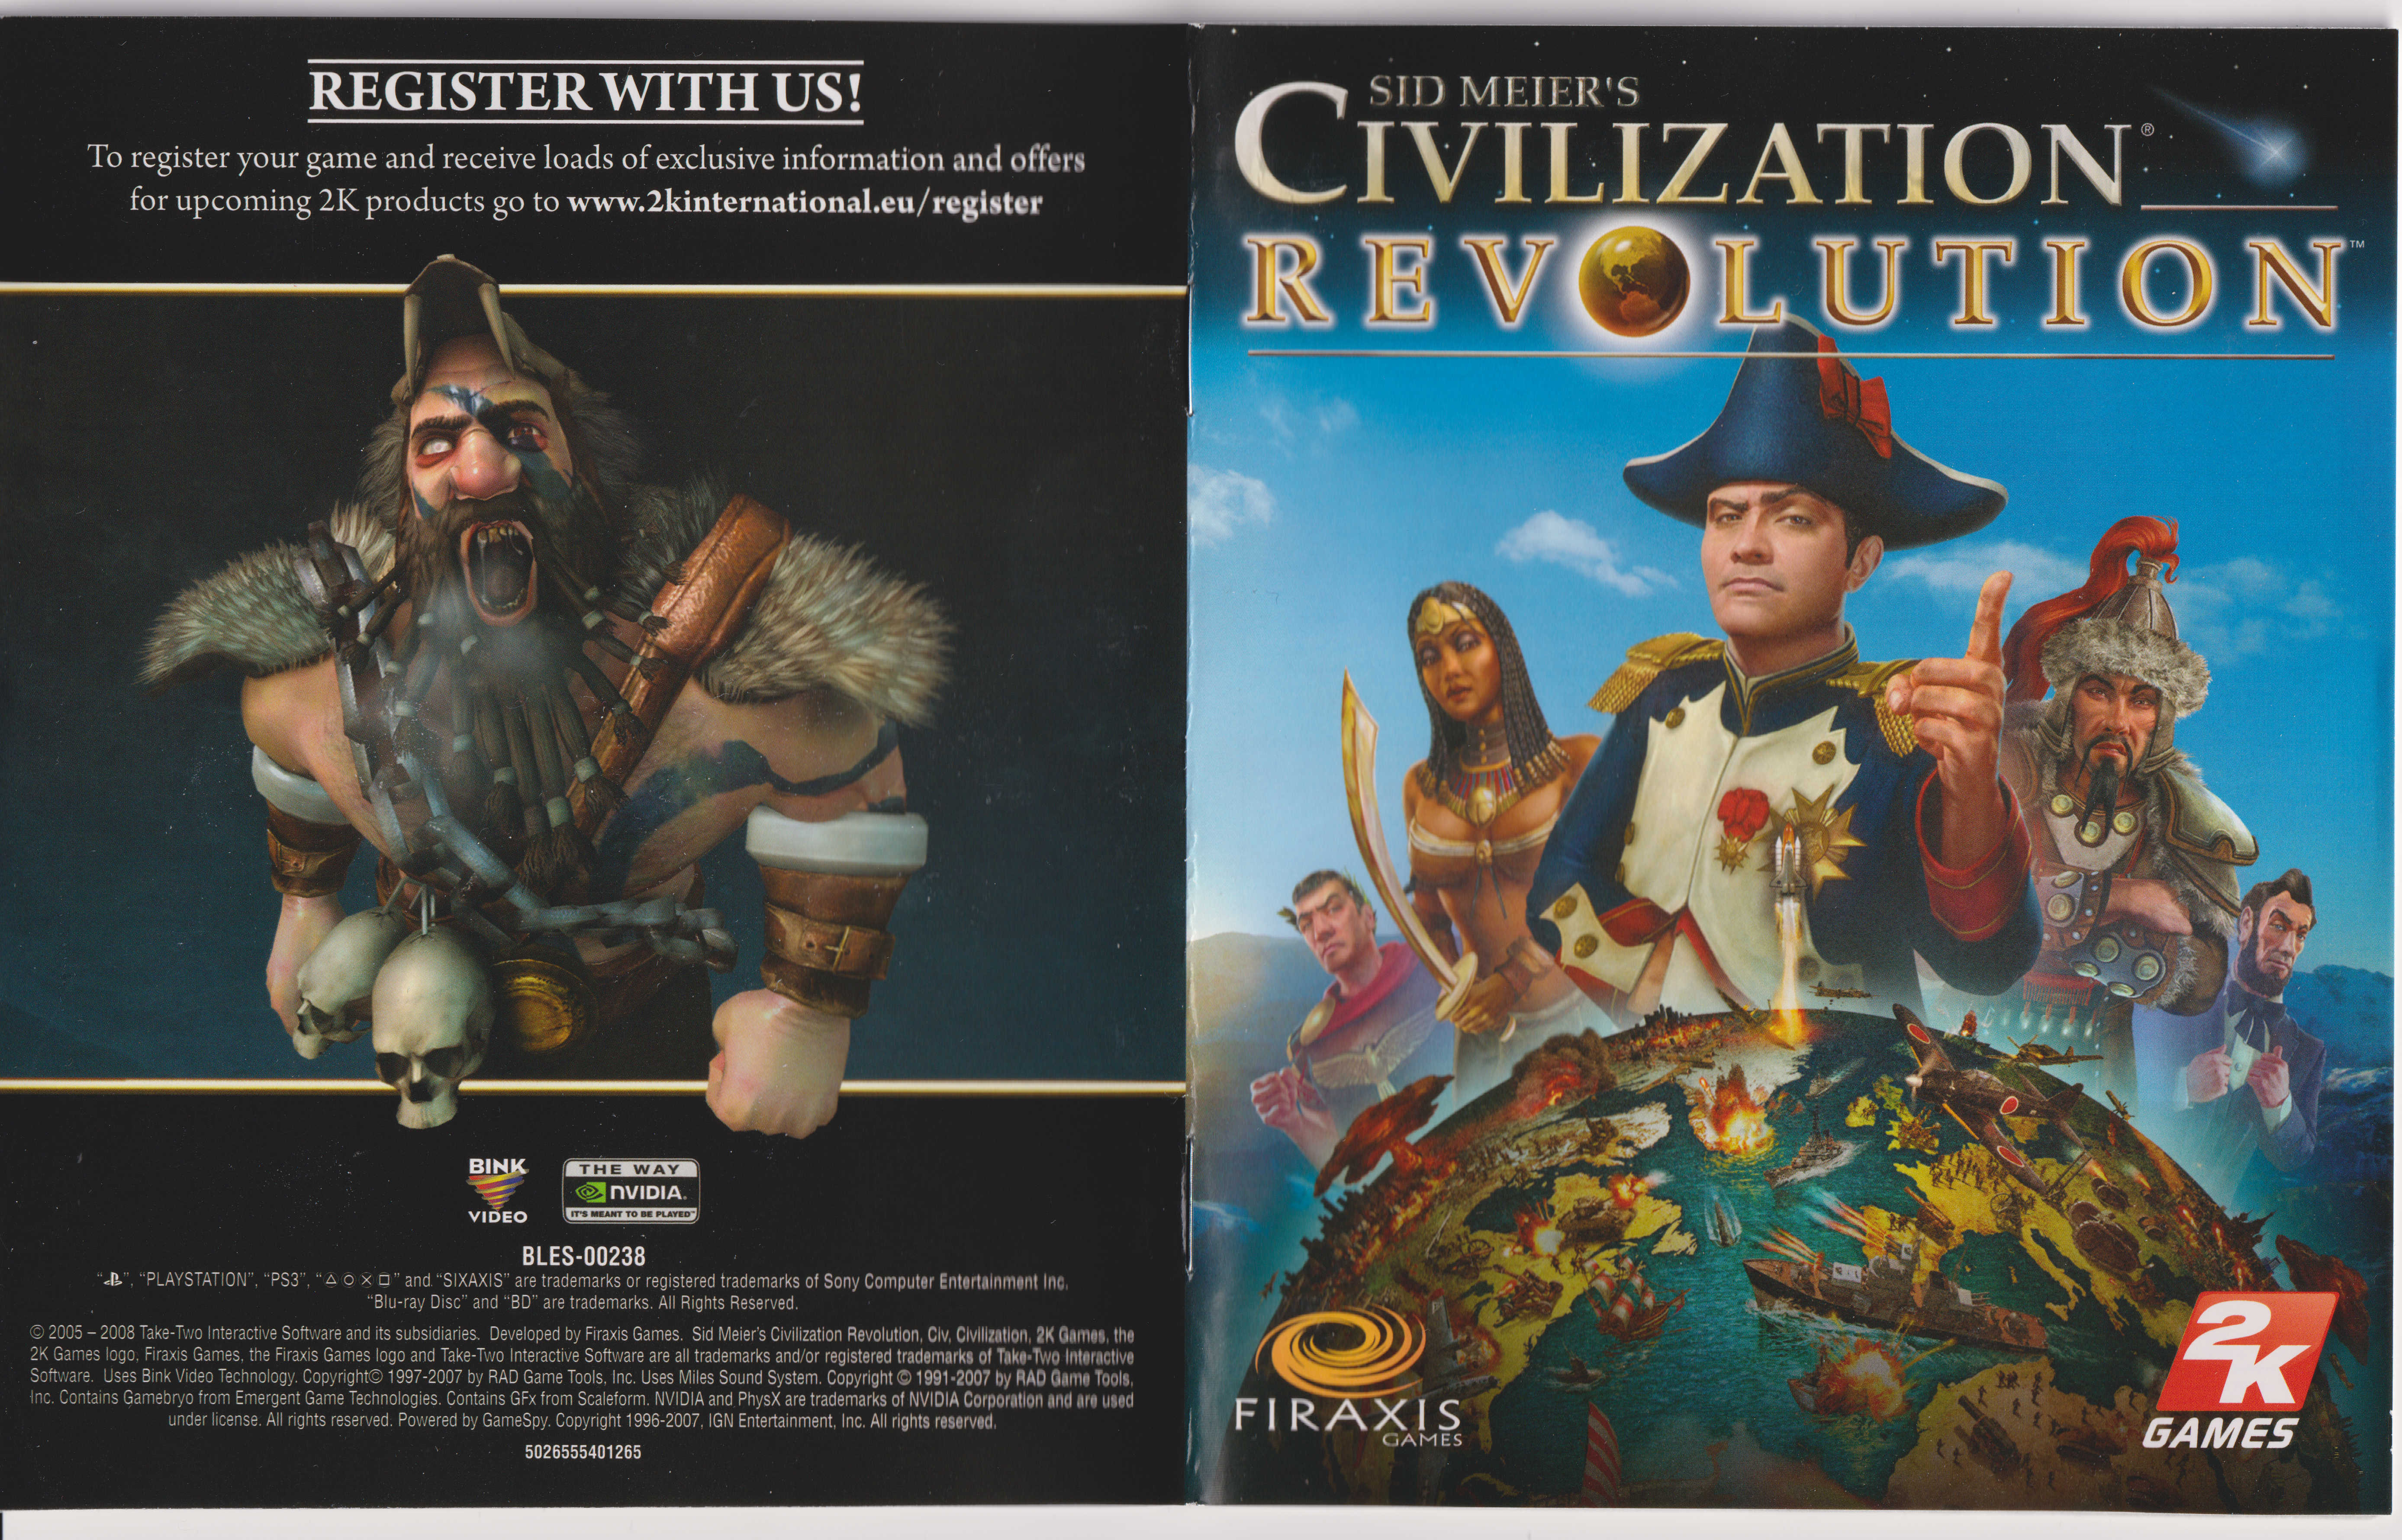 REGISTER WITH US!
To register your game and receive loads of exclusive information and offers
for upcoming 2K products go to www.2kinternational.eu/register
BINK
VIDEO
THE WAY
NVIDIA.
IT'S MEANT TO BE PLAYED™
BLES-00238
“ ”, “PLAYSTATION”, “PS3”, “△○✕□” and “SIXAXIS” are trademarks or registered trademarks of Sony Computer Entertainment Inc.
“Blu-ray Disc” and “BD” are trademarks. All Rights Reserved.
© 2005 – 2008 Take-Two Interactive Software and its subsidiaries. Developed by Firaxis Games. Sid Meier’s Civilization Revolution, Civ, Civilization, 2K Games, the
2K Games logo, Firaxis Games, the Firaxis Games logo and Take-Two Interactive Software are all trademarks and/or registered trademarks of Take-Two Interactive
Software. Uses Bink Video Technology. Copyright© 1997-2007 by RAD Game Tools, Inc. Uses Miles Sound System. Copyright © 1991-2007 by RAD Game Tools,
Inc. Contains Gamebryo from Emergent Game Technologies. Contains GFx from Scaleform. NVIDIA and PhysX are trademarks of NVIDIA Corporation and are used
under license. All rights reserved. Powered by GameSpy. Copyright 1996-2007, IGN Entertainment, Inc. All rights reserved.
5026555401265
SID MEIER'S
CIVILIZATION®
REVOLUTION™
FIRAXIS
GAMES
2K
GAMES